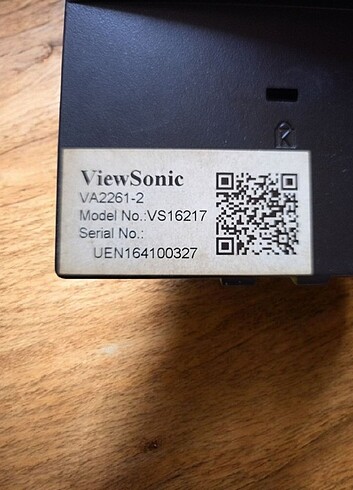 ViewSonic
VA2261-2
Model No.:VS16217
Serial No.:
UEN164100327